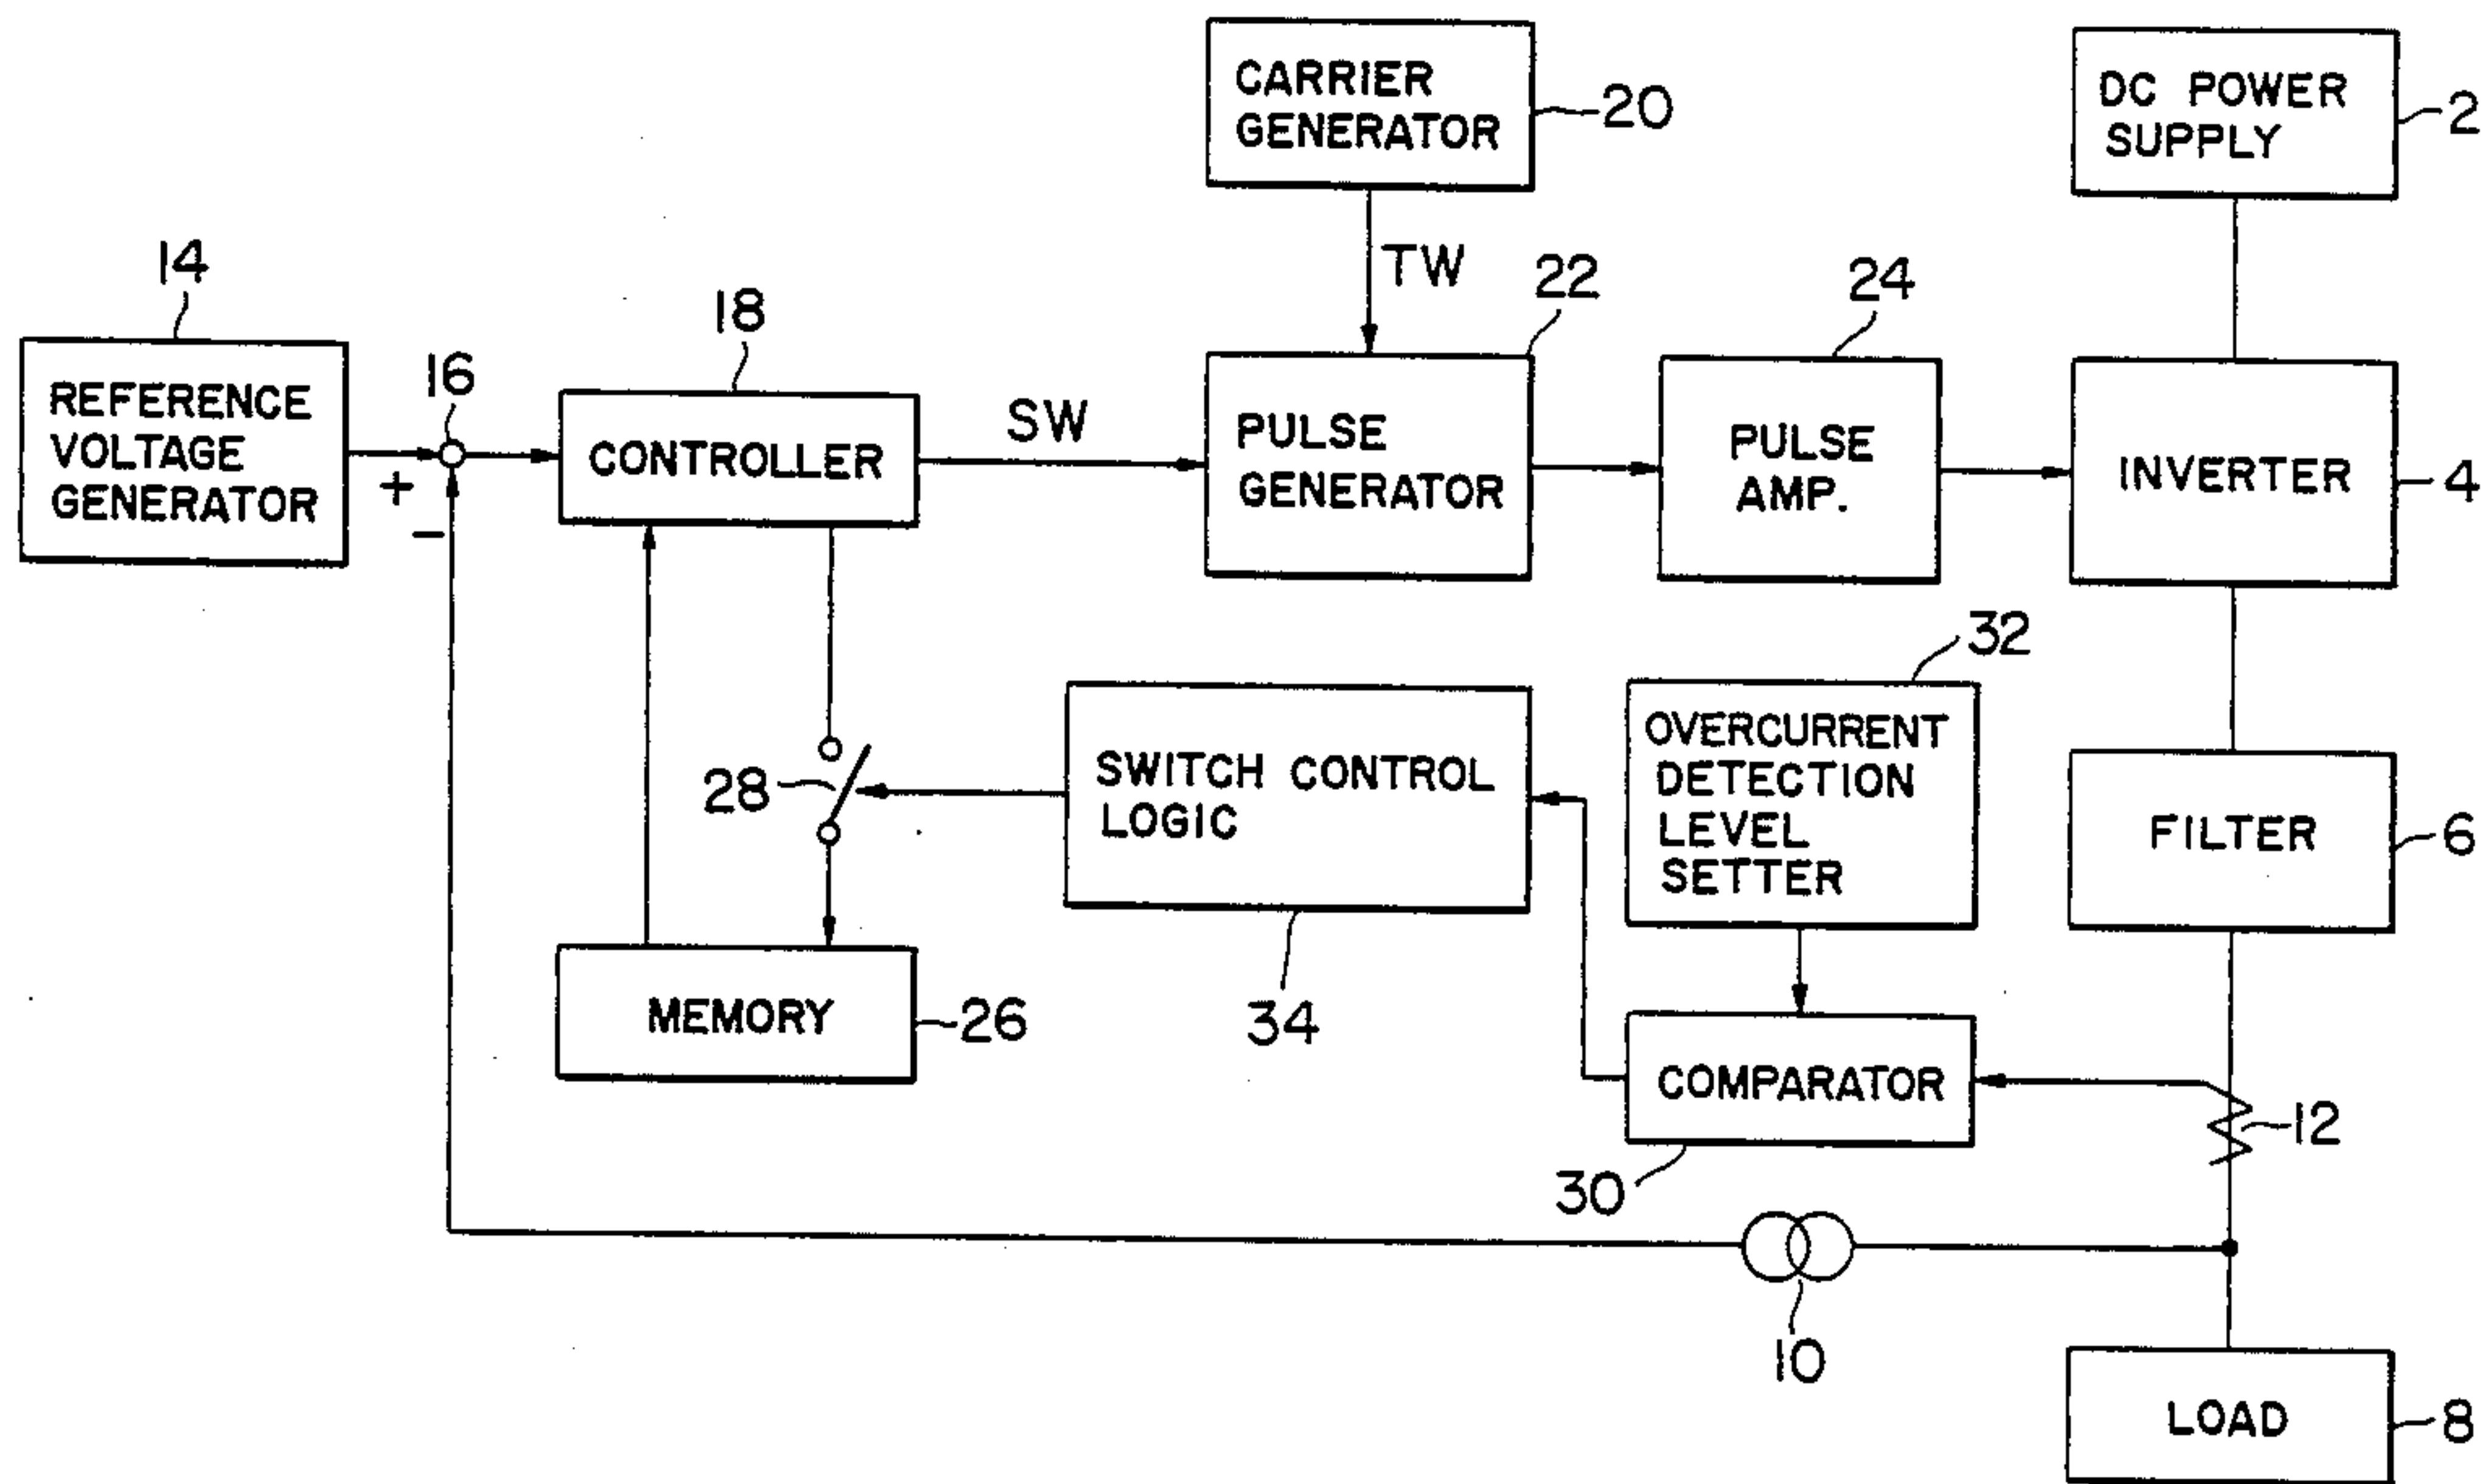 CARRIER
GENERATOR
20
DC POWER
SUPPLY
2
TW
14
18
22
24
16
REFERENCE
VOLTAGE
GENERATOR
+
-
CONTROLLER
SW
PULSE
GENERATOR
PULSE
AMP.
INVERTER
4
32
28
SWITCH CONTROL
LOGIC
OVERCURRENT
DETECTION
LEVEL
SETTER
FILTER
6
MEMORY
26
34
COMPARATOR
12
30
10
LOAD
8